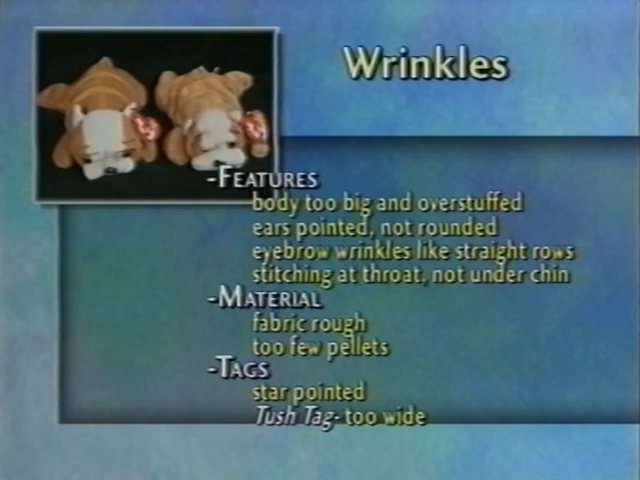 Wrinkles
-FEATURES
body too big and overstuffed
ears pointed, not rounded
eyebrow wrinkles like straight rows
stitching at throat, not under chin
-MATERIAL
fabric rough
too few pellets
-TAGS
star pointed
Tush Tag- too wide